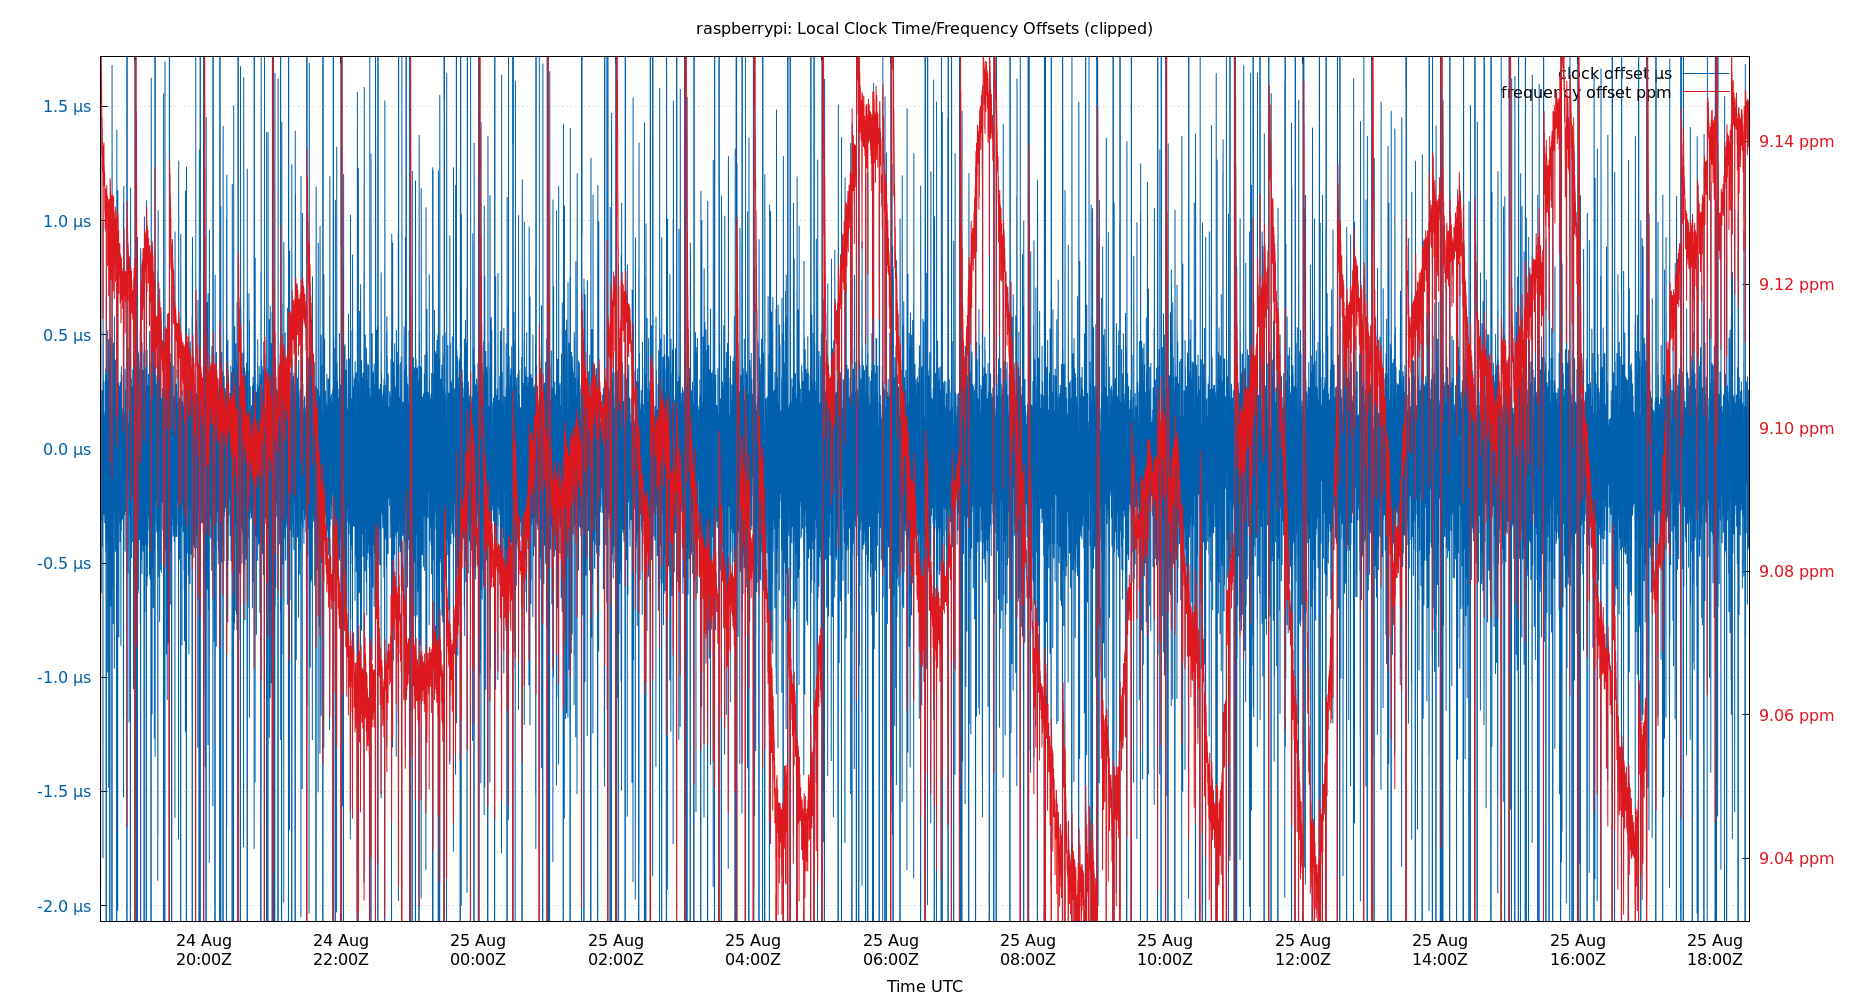 raspberrypi: Local Clock Time/Frequency Offsets (clipped)
clock offset µs
frequency offset ppm
1.5 µs
1.0 µs
0.5 µs
0.0 µs
-0.5 µs
-1.0 µs
-1.5 µs
-2.0 µs
9.14 ppm
9.12 ppm
9.10 ppm
9.08 ppm
9.06 ppm
9.04 ppm
24 Aug 24 Aug 25 Aug 25 Aug 25 Aug 25 Aug 25 Aug 25 Aug 25 Aug 25 Aug 25 Aug 25 Aug
20:00Z 22:00Z 00:00Z 02:00Z 04:00Z 06:00Z 08:00Z 10:00Z 12:00Z 14:00Z 16:00Z 18:00Z
Time UTC